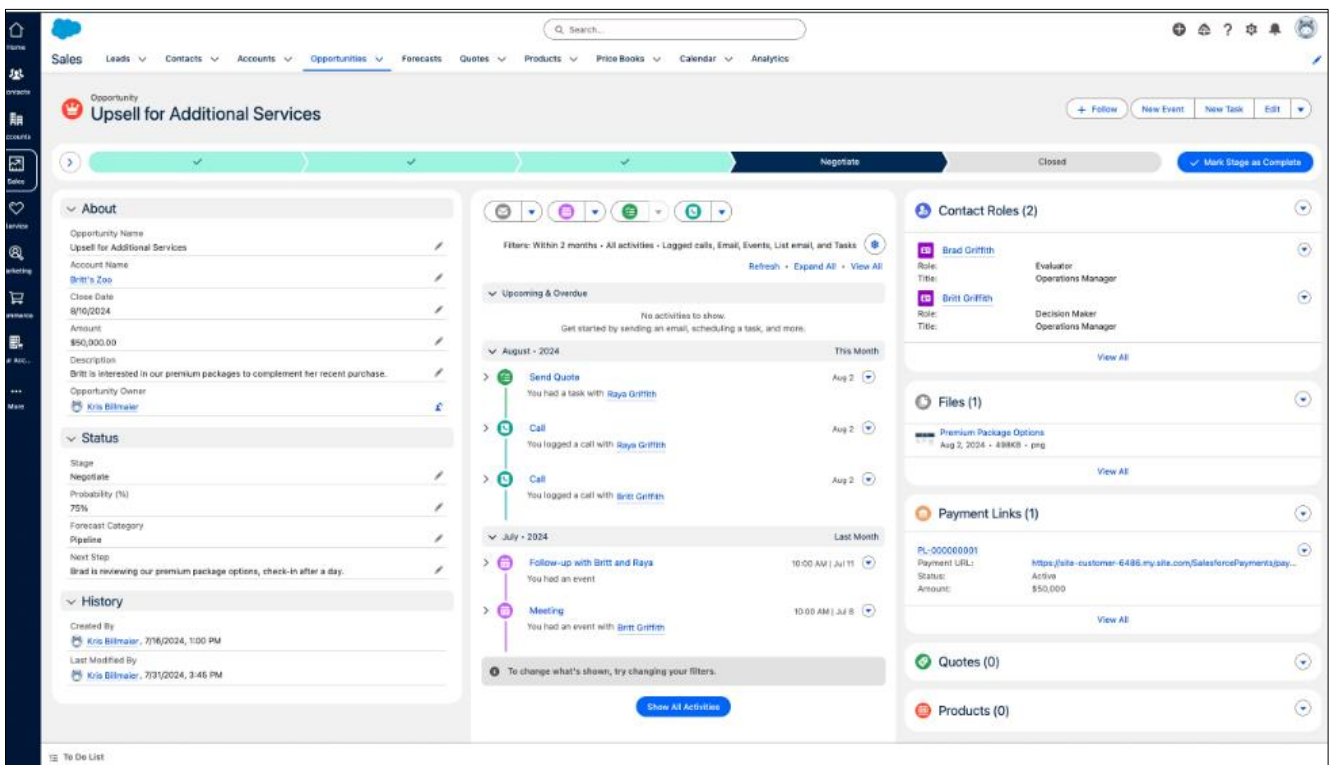 Search...
Home
Sales
Leads
Contacts
Accounts
Opportunities
Forecasts
Quotes
Products
Price Books
Calendar
Analytics
Sales
Service
More
Opportunity
Upsell for Additional Services
+ Follow
New Event
New Task
Edit
Negotiate
Closed
Mark Stage as Complete
About
Opportunity Name
Upsell for Additional Services
Account Name
Britt's Zoo
Close Date
8/10/2024
Amount
$50,000.00
Description
Britt is interested in our premium packages to complement her recent purchase.
Opportunity Owner
Kris Billmaier
Status
Stage
Negotiate
Probability (%)
75%
Forecast Category
Pipeline
Next Step
Brad is reviewing our premium package options, check-in after a day.
History
Created By
Kris Billmaier, 7/16/2024, 1:00 PM
Last Modified By
Kris Billmaier, 7/31/2024, 3:46 PM
Filters: Within 2 months • All activities • Logged calls, Email, Events, List email, and Tasks
Refresh • Expand All • View All
Upcoming & Overdue
No activities to show.
Get started by sending an email, scheduling a task, and more.
August • 2024 This Month
Send Quote Aug 2
You had a task with Raya Griffith
Call Aug 2
You logged a call with Raya Griffith
Call Aug 2
You logged a call with Britt Griffith
July • 2024 Last Month
Follow-up with Britt and Raya 10:00 AM | Jul 11
You had an event
Meeting 10:00 AM | Jul 8
You had an event with Britt Griffith
To change what's shown, try changing your filters.
Show All Activities
Contact Roles (2)
Brad Griffith
Role: Evaluator
Title: Operations Manager
Britt Griffith
Role: Decision Maker
Title: Operations Manager
View All
Files (1)
Premium Package Options
Aug 2, 2024 • 498KB • png
View All
Payment Links (1)
PL-000000001
Payment URL: https://site-customer-6486.my.site.com/SalesforcePayments/pay...
Status: Active
Amount: $50,000
View All
Quotes (0)
Products (0)
To Do List